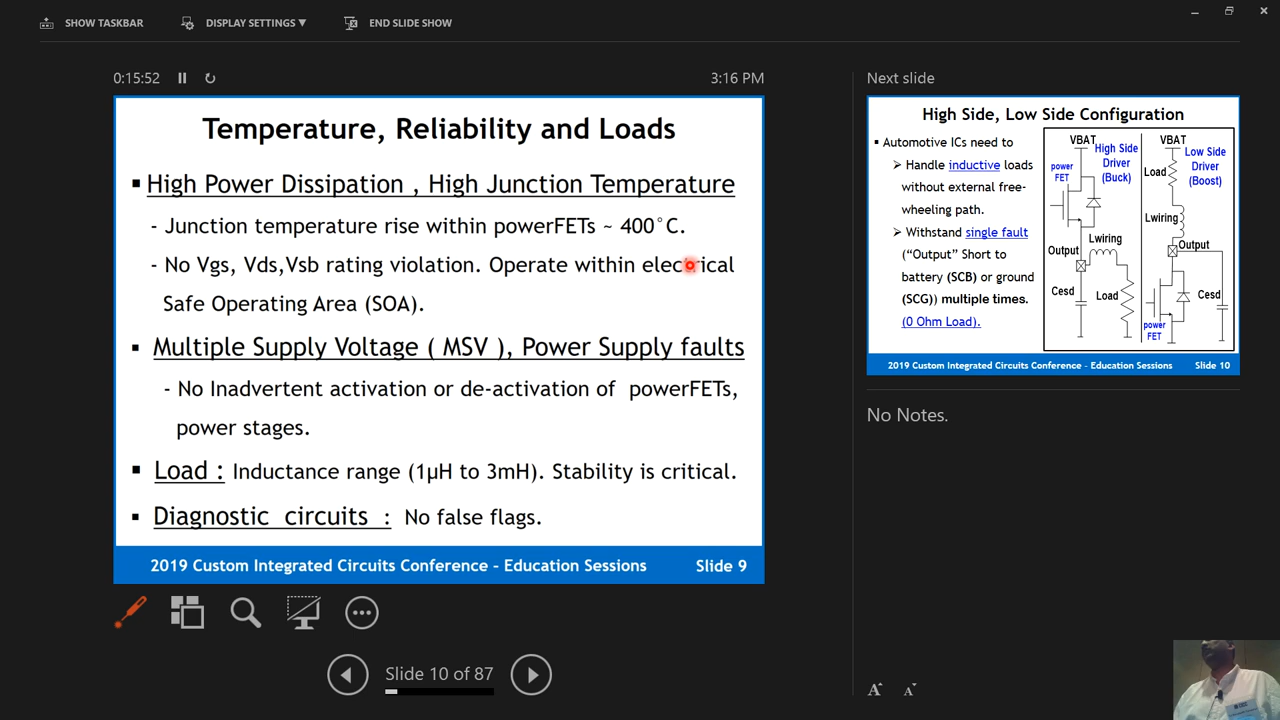 SHOW TASKBAR
DISPLAY SETTINGS ▼
END SLIDE SHOW
0:15:52
3:16 PM
Temperature, Reliability and Loads
▪ High Power Dissipation , High Junction Temperature
- Junction temperature rise within powerFETs ~ 400°C.
- No Vgs, Vds,Vsb rating violation. Operate within electrical
Safe Operating Area (SOA).
▪ Multiple Supply Voltage ( MSV ), Power Supply faults
- No Inadvertent activation or de-activation of powerFETs,
power stages.
▪ Load : Inductance range (1µH to 3mH). Stability is critical.
▪ Diagnostic circuits : No false flags.
2019 Custom Integrated Circuits Conference - Education Sessions Slide 9
Slide 10 of 87
Next slide
High Side, Low Side Configuration
▪ Automotive ICs need to
➢ Handle inductive loads
without external free-
wheeling path.
➢ Withstand single fault
("Output" Short to
battery (SCB) or ground
(SCG)) multiple times.
(0 Ohm Load).
VBAT
High Side
Driver
(Buck)
power
FET
Lwiring
Output
Cesd
Load
VBAT
Low Side
Driver
(Boost)
Load
Lwiring
Output
Cesd
power
FET
2019 Custom Integrated Circuits Conference - Education Sessions Slide 10
No Notes.
A A